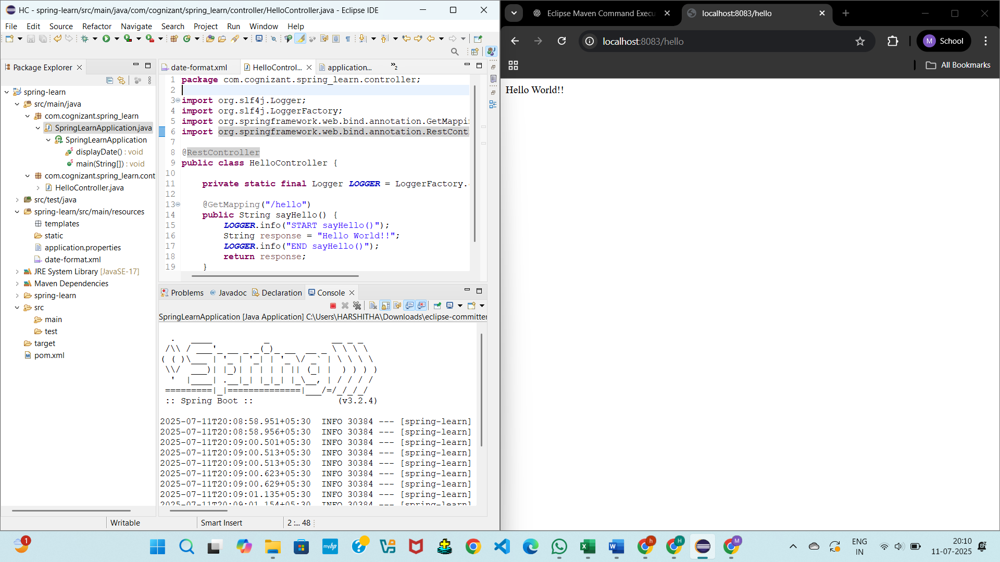 HC - spring-learn/src/main/java/com/cognizant/spring_learn/controller/HelloController.java - Eclipse IDE
File Edit Source Refactor Navigate Search Project Run Window Help
Package Explorer
spring-learn
src/main/java
com.cognizant.spring_learn
SpringLearnApplication.java
SpringLearnApplication
displayDate() : void
main(String[]) : void
com.cognizant.spring_learn.cont
HelloController.java
src/test/java
spring-learn/src/main/resources
templates
static
application.properties
date-format.xml
JRE System Library [JavaSE-17]
Maven Dependencies
spring-learn
src
main
test
target
pom.xml
date-format.xml HelloControl... application... 2
1 package com.cognizant.spring_learn.controller;
2
3 import org.slf4j.Logger;
4 import org.slf4j.LoggerFactory;
5 import org.springframework.web.bind.annotation.GetMappi
6 import org.springframework.web.bind.annotation.RestCont
7
8 @RestController
9 public class HelloController {
10
11 private static final Logger LOGGER = LoggerFactory.
12
13 @GetMapping("/hello")
14 public String sayHello() {
15 LOGGER.info("START sayHello()");
16 String response = "Hello World!!";
17 LOGGER.info("END sayHello()");
18 return response;
19 }
Problems @ Javadoc Declaration Console
SpringLearnApplication [Java Application] C:\Users\HARSHITHA\Downloads\eclipse-committer
:: Spring Boot :: (v3.2.4)
2025-07-11T20:08:58.951+05:30 INFO 30384 --- [spring-learn]
2025-07-11T20:08:58.956+05:30 INFO 30384 --- [spring-learn]
2025-07-11T20:09:00.501+05:30 INFO 30384 --- [spring-learn]
2025-07-11T20:09:00.513+05:30 INFO 30384 --- [spring-learn]
2025-07-11T20:09:00.513+05:30 INFO 30384 --- [spring-learn]
2025-07-11T20:09:00.623+05:30 INFO 30384 --- [spring-learn]
2025-07-11T20:09:00.629+05:30 INFO 30384 --- [spring-learn]
2025-07-11T20:09:01.135+05:30 INFO 30384 --- [spring-learn]
2025-07-11T20:09:01.154+05:30 INFO 30384 --- [spring-learn]
Writable Smart Insert 2 :... 48
Eclipse Maven Command Execu localhost:8083/hello
localhost:8083/hello
M School
All Bookmarks
Hello World!!
1
myhp
h H M
ENG
IN
20:10
11-07-2025